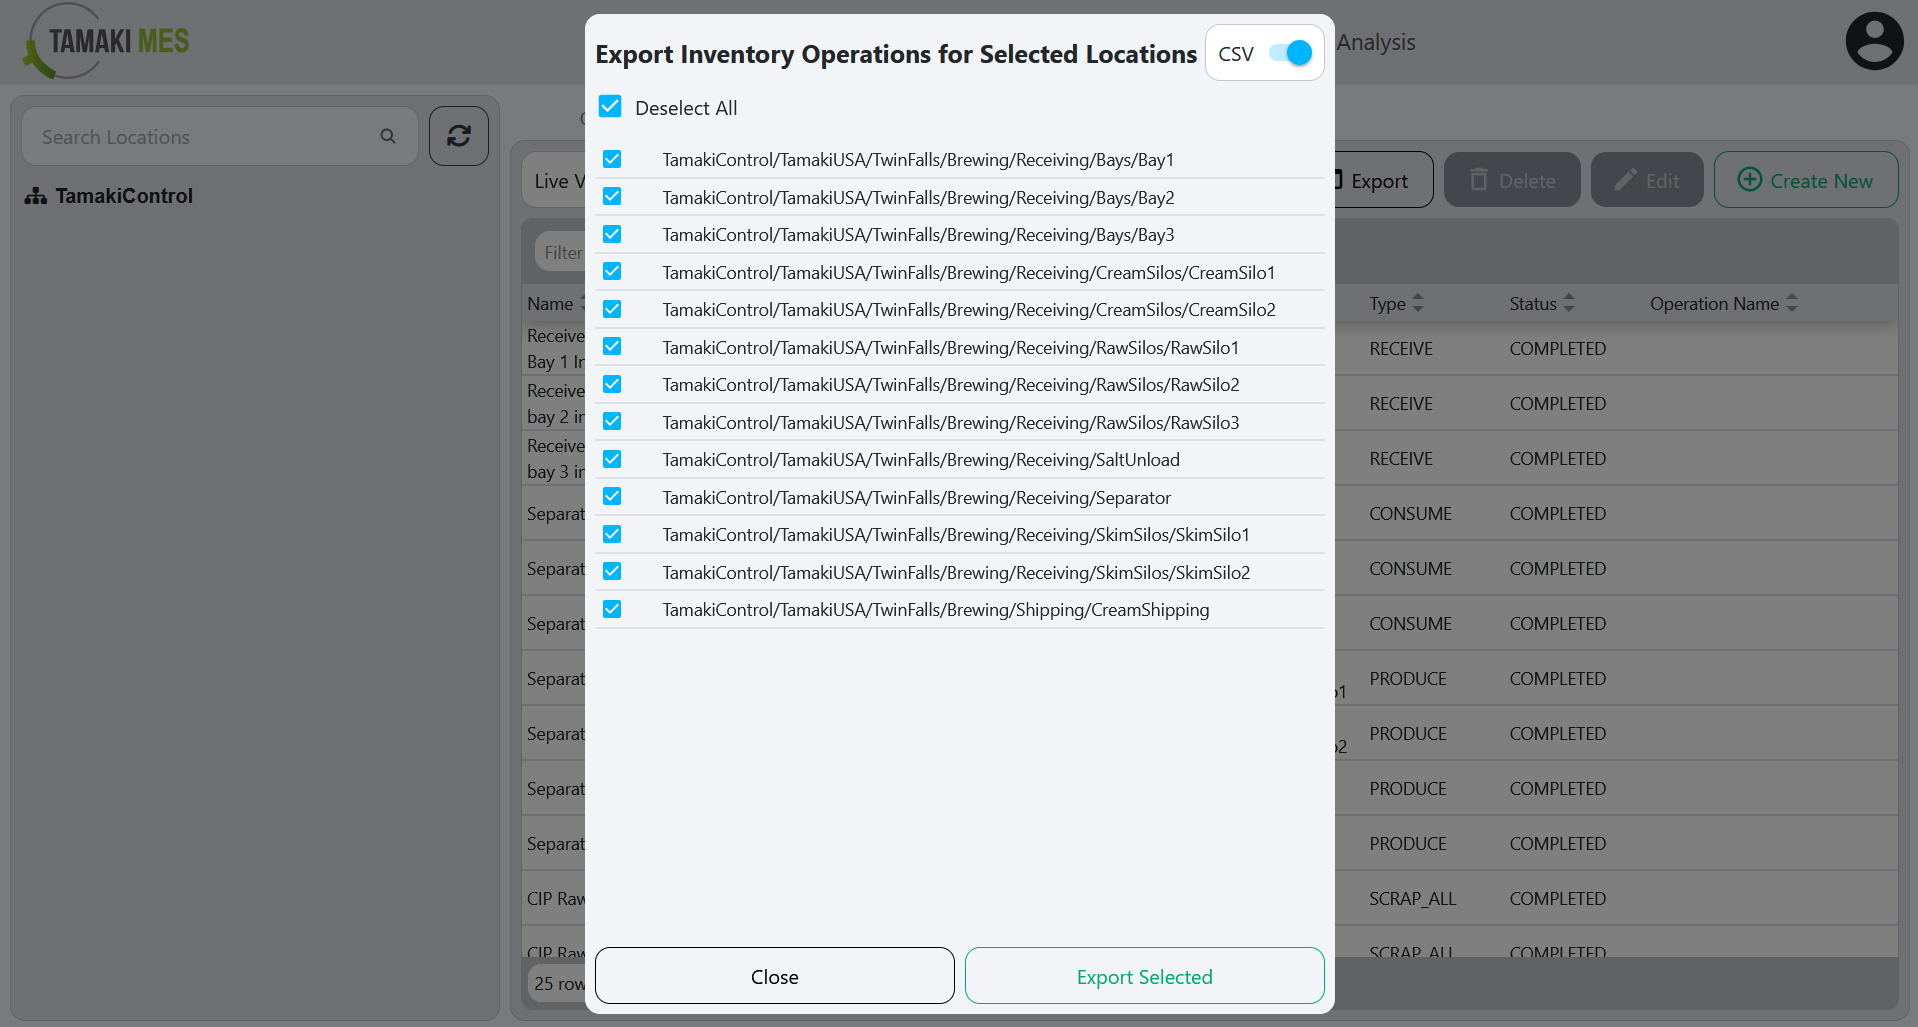 TAMAKI MES
Analysis
Search Locations
TamakiControl
Export Inventory Operations for Selected Locations
CSV
Deselect All
TamakiControl/TamakiUSA/TwinFalls/Brewing/Receiving/Bays/Bay1
TamakiControl/TamakiUSA/TwinFalls/Brewing/Receiving/Bays/Bay2
TamakiControl/TamakiUSA/TwinFalls/Brewing/Receiving/Bays/Bay3
TamakiControl/TamakiUSA/TwinFalls/Brewing/Receiving/CreamSilos/CreamSilo1
TamakiControl/TamakiUSA/TwinFalls/Brewing/Receiving/CreamSilos/CreamSilo2
TamakiControl/TamakiUSA/TwinFalls/Brewing/Receiving/RawSilos/RawSilo1
TamakiControl/TamakiUSA/TwinFalls/Brewing/Receiving/RawSilos/RawSilo2
TamakiControl/TamakiUSA/TwinFalls/Brewing/Receiving/RawSilos/RawSilo3
TamakiControl/TamakiUSA/TwinFalls/Brewing/Receiving/SaltUnload
TamakiControl/TamakiUSA/TwinFalls/Brewing/Receiving/Separator
TamakiControl/TamakiUSA/TwinFalls/Brewing/Receiving/SkimSilos/SkimSilo1
TamakiControl/TamakiUSA/TwinFalls/Brewing/Receiving/SkimSilos/SkimSilo2
TamakiControl/TamakiUSA/TwinFalls/Brewing/Shipping/CreamShipping
Close
Export Selected
Live V
Export
Delete
Edit
Create New
Filter
Name
Type
Status
Operation Name
Receive
Bay 1 In
RECEIVE
COMPLETED
Receive
bay 2 in
RECEIVE
COMPLETED
Receive
bay 3 in
RECEIVE
COMPLETED
Separat
CONSUME
COMPLETED
Separat
CONSUME
COMPLETED
Separat
CONSUME
COMPLETED
Separat
o1
PRODUCE
COMPLETED
Separat
o2
PRODUCE
COMPLETED
Separat
PRODUCE
COMPLETED
Separat
PRODUCE
COMPLETED
CIP Raw
SCRAP_ALL
COMPLETED
CIP Raw
SCRAP_ALL
COMPLETED
25 row